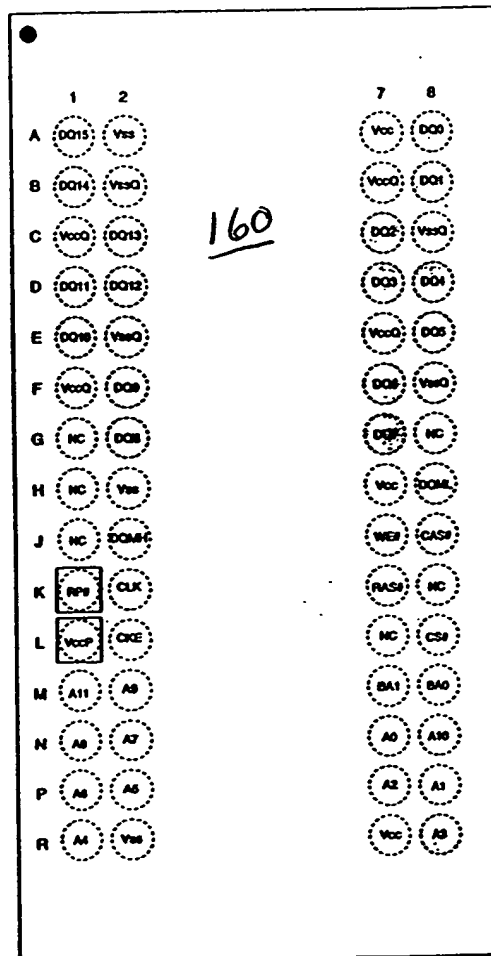 1 2 7 8
A DQ15 Vss Vcc DQ0
B DQ14 VssQ VccQ DQ1
160
C VccQ DQ13 DQ2 VssQ
D DQ11 DQ12 DQ3 DQ4
E DQ10 VssQ VccQ DQ5
F VccQ DQ9 DQ6 VssQ
G NC DQ8 NC
H NC Vss Vcc DQML
J NC DQMH WE# CAS#
K RP# CLK RAS# NC
L VccP CKE NC CS#
M A11 A9 BA1 BA0
N A8 A7 A0 A10
P A6 A5 A2 A1
R A4 Vss Vcc A3